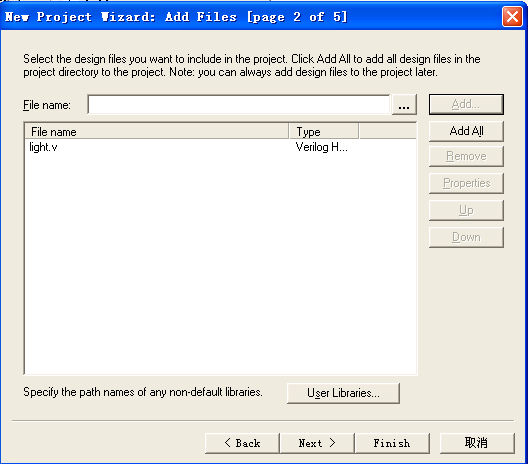 New Project Wizard: Add Files [page 2 of 5]
Select the design files you want to include in the project. Click Add All to add all design files in the
project directory to the project. Note: you can always add design files to the project later.
File name: ... Add...
File name Type Add All
light.v Verilog H...
Remove
Properties
Up
Down
Specify the path names of any non-default libraries. User Libraries...
< Back Next > Finish 取消